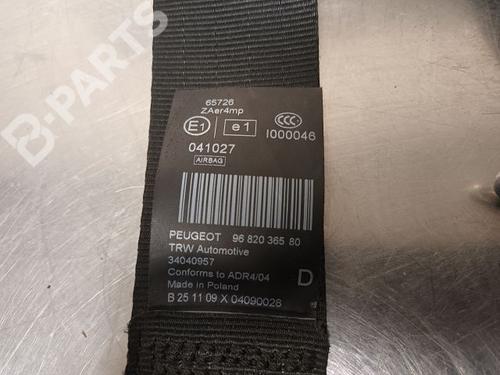 B-PARTS
65726
ZAer4mp
E1 e1 CCC
I000046
041027
AIRBAG
PEUGEOT 96 820 365 80
TRW Automotive
34040957
Conforms to ADR4/04
Made in Poland
D
B 25 11 09 X 04090028